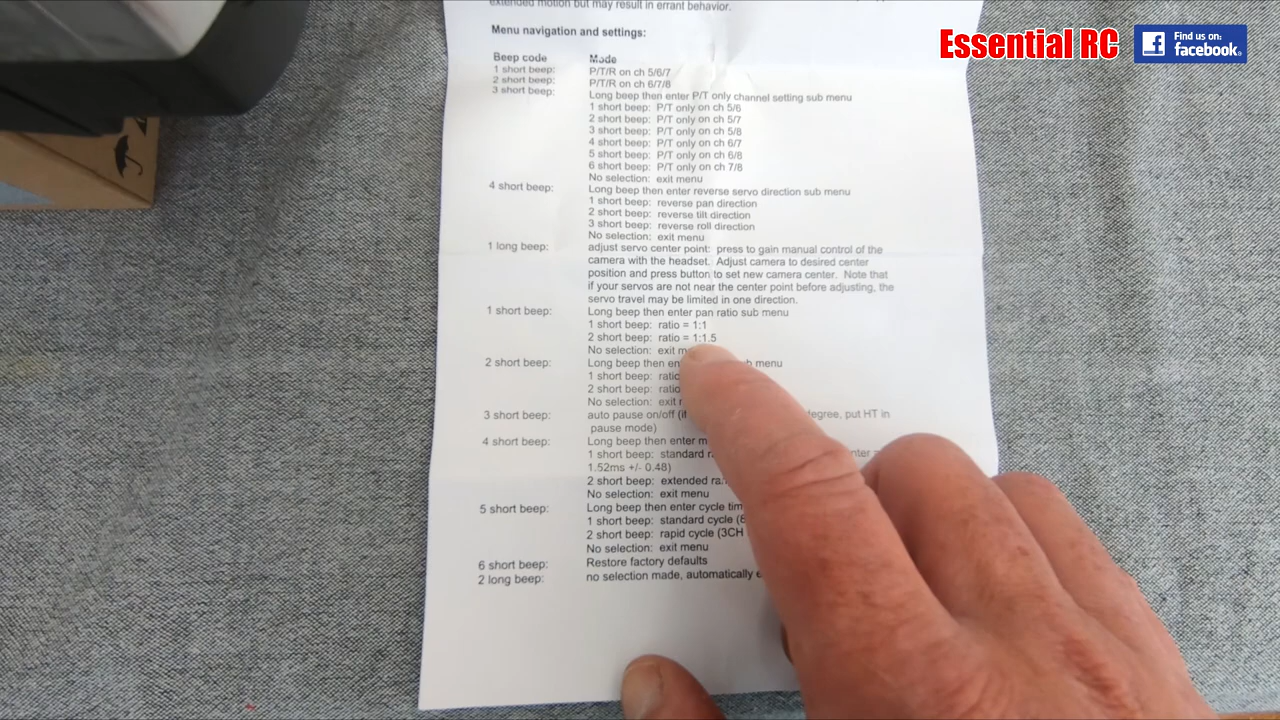 Essential RC
Find us on:
facebook
extended motion but may result in errant behavior.
Menu navigation and settings:
Beep code Mode
1 short beep: P/T/R on ch 5/6/7
2 short beep: P/T/R on ch 6/7/8
3 short beep: Long beep then enter P/T only channel setting sub menu
1 short beep: P/T only on ch 5/6
2 short beep: P/T only on ch 5/7
3 short beep: P/T only on ch 5/8
4 short beep: P/T only on ch 6/7
5 short beep: P/T only on ch 6/8
6 short beep: P/T only on ch 7/8
No selection: exit menu
4 short beep: Long beep then enter reverse servo direction sub menu
1 short beep: reverse pan direction
2 short beep: reverse tilt direction
3 short beep: reverse roll direction
No selection: exit menu
1 long beep: adjust servo center point: press to gain manual control of the
camera with the headset. Adjust camera to desired center
position and press button to set new camera center. Note that
if your servos are not near the center point before adjusting, the
servo travel may be limited in one direction.
1 short beep: Long beep then enter pan ratio sub menu
1 short beep: ratio = 1:1
2 short beep: ratio = 1:1.5
No selection: exit
2 short beep: Long beep then menu
1 short beep:
2 short beep: ratio
No selection: exit
3 short beep: auto pause on/off degree, put HT in
pause mode)
4 short beep: Long beep then enter
1 short beep: standard =
1.52ms +/- 0.48)
2 short beep: extended
No selection: exit menu
5 short beep: Long beep then enter cycle
1 short beep: standard cycle
2 short beep: rapid cycle (3CH
No selection: exit menu
6 short beep: Restore factory defaults
2 long beep: no selection made, automatically